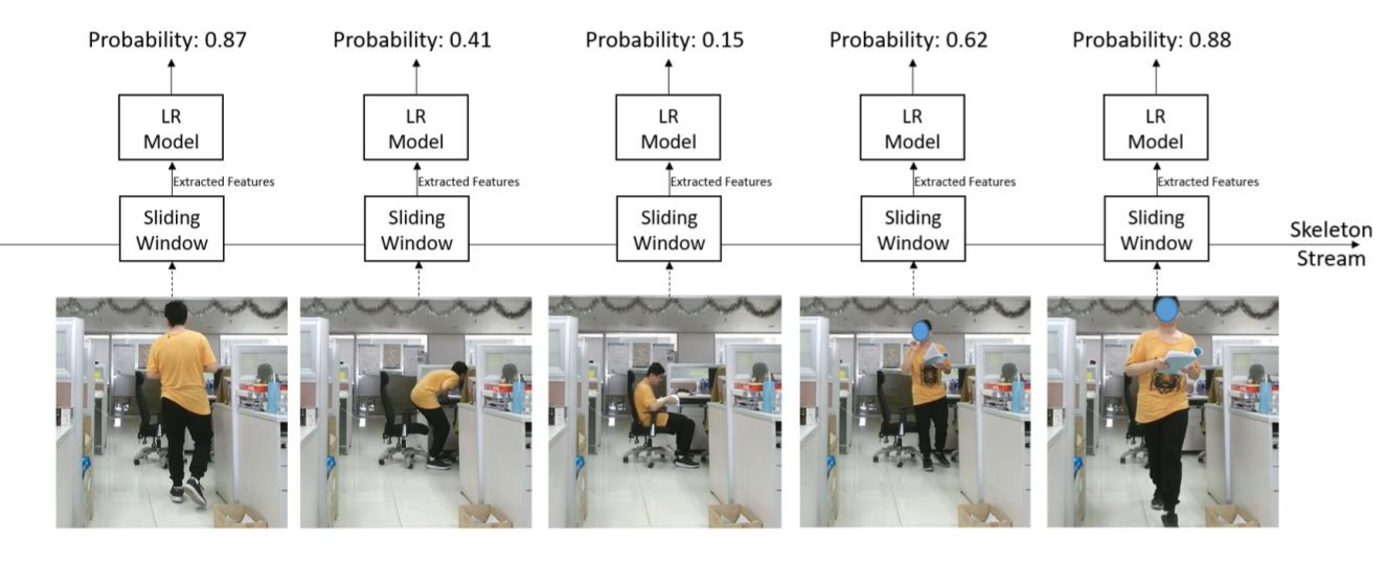 Probability: 0.87
Probability: 0.41
Probability: 0.15
Probability: 0.62
Probability: 0.88
LR
Model
LR
Model
LR
Model
LR
Model
LR
Model
Extracted Features
Extracted Features
Extracted Features
Extracted Features
Extracted Features
Sliding
Window
Sliding
Window
Sliding
Window
Sliding
Window
Sliding
Window
Skeleton
Stream